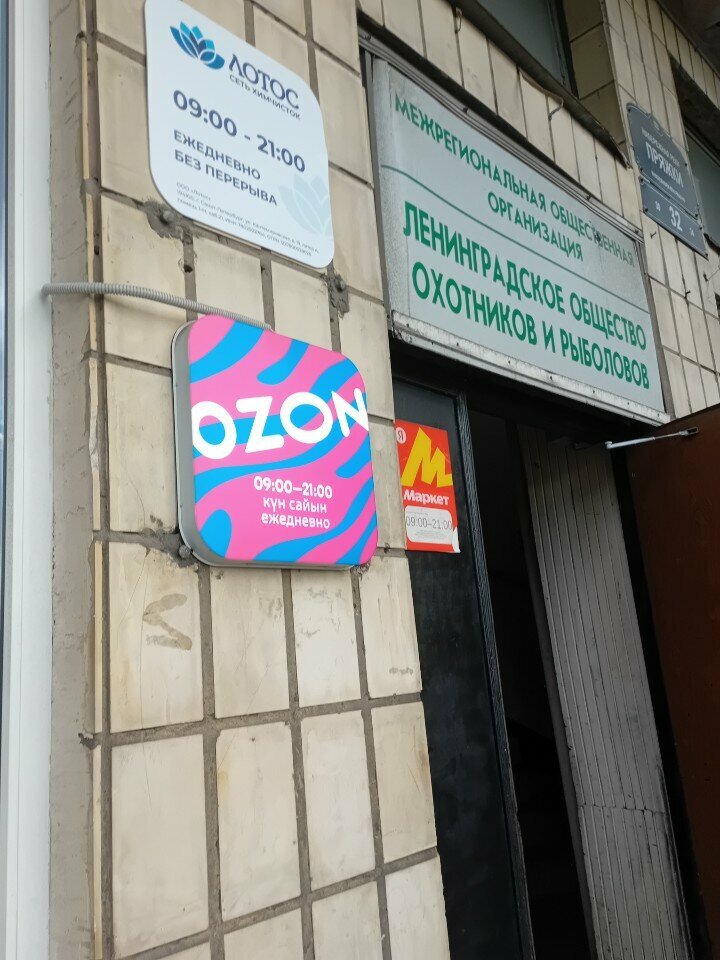 ЛОТОС
СЕТЬ ХИМЧИСТОК
09:00 - 21:00
ЕЖЕДНЕВНО
БЕЗ ПЕРЕРЫВА
МЕЖРЕГИОНАЛЬНАЯ ОБЩЕСТВЕННАЯ
ОРГАНИЗАЦИЯ
ЛЕНИНГРАДСКОЕ ОБЩЕСТВО
ОХОТНИКОВ И РЫБОЛОВОВ
ПРЯЖКИ
32
OZON
09:00—21:00
күн сайын
ежедневно
Я
М
Маркет
09:00—21:00